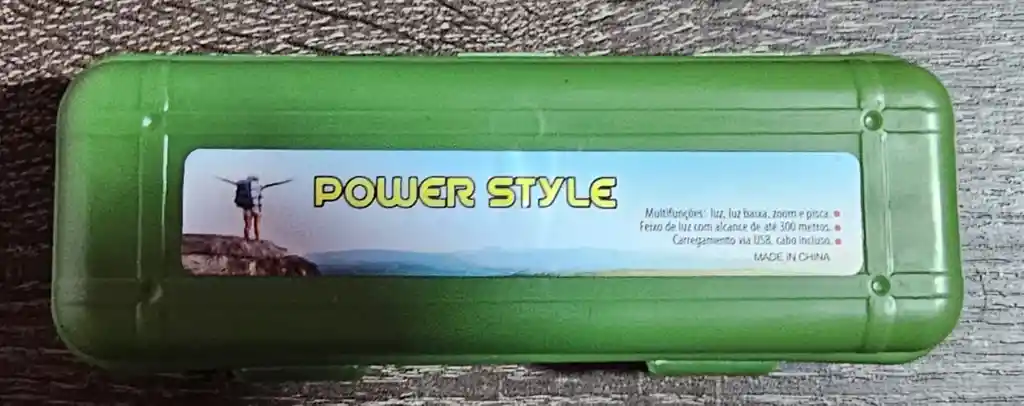 POWER STYLE
Multifunções: luz, luz baixa, zoom e pisca.
Feixo de luz com alcance de até 300 metros.
Carregamento via USB, cabo incluso.
MADE IN CHINA